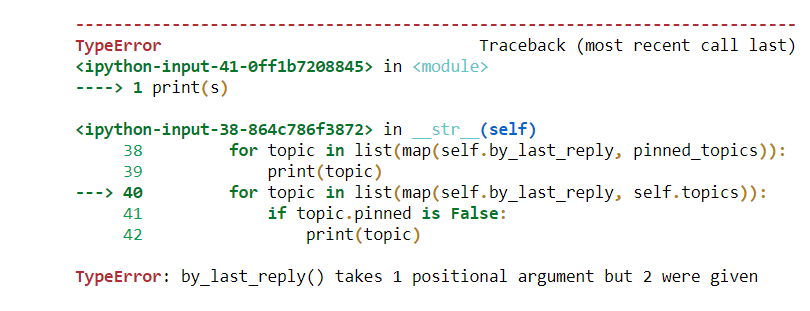 ---------------------------------------------------------------------------
TypeError                                 Traceback (most recent call last)
<ipython-input-41-0ff1b7208845> in <module>
----> 1 print(s)
<ipython-input-38-864c786f3872> in __str__(self)
     38         for topic in list(map(self.by_last_reply, pinned_topics)):
     39             print(topic)
---> 40         for topic in list(map(self.by_last_reply, self.topics)):
     41             if topic.pinned is False:
     42                 print(topic)
TypeError: by_last_reply() takes 1 positional argument but 2 were given